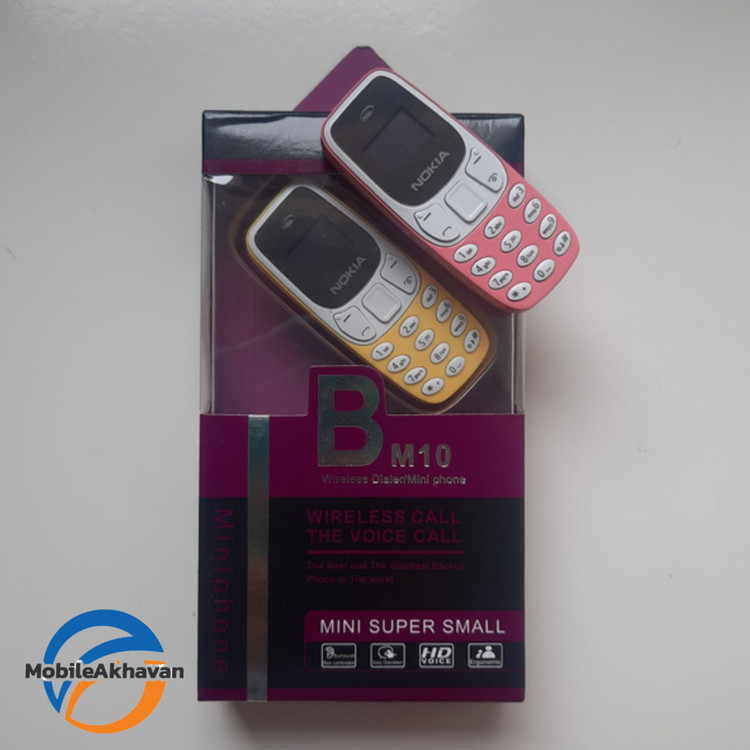 NOKIA
NOKIA
B M10
Wireless Dialer/Mini phone
WIRELESS CALL
THE VOICE CALL
The Best and The Smallest Backup
Phone in The world
Miniphone
MINI SUPER SMALL
HD
VOICE
Ergonomic
MobileAkhavan